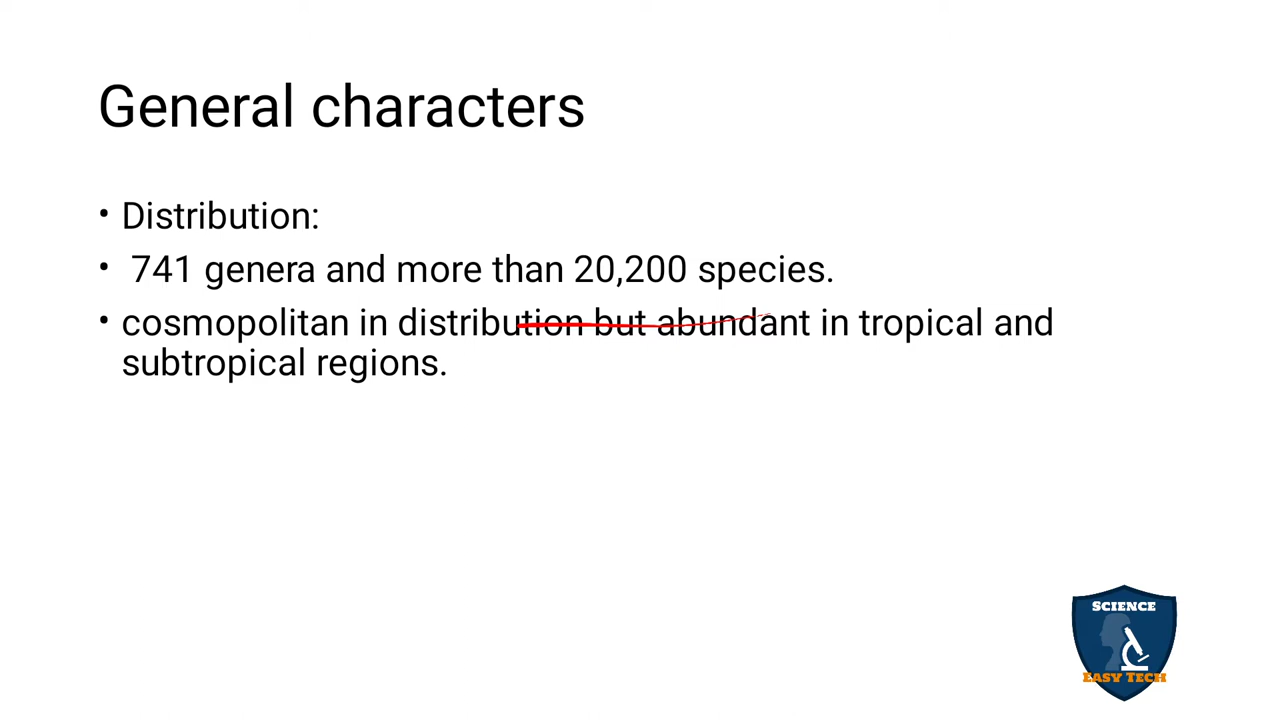 General characters
• Distribution:
• 741 genera and more than 20,200 species.
• cosmopolitan in distribution but abundant in tropical and
subtropical regions.
SCIENCE
EASY TECH